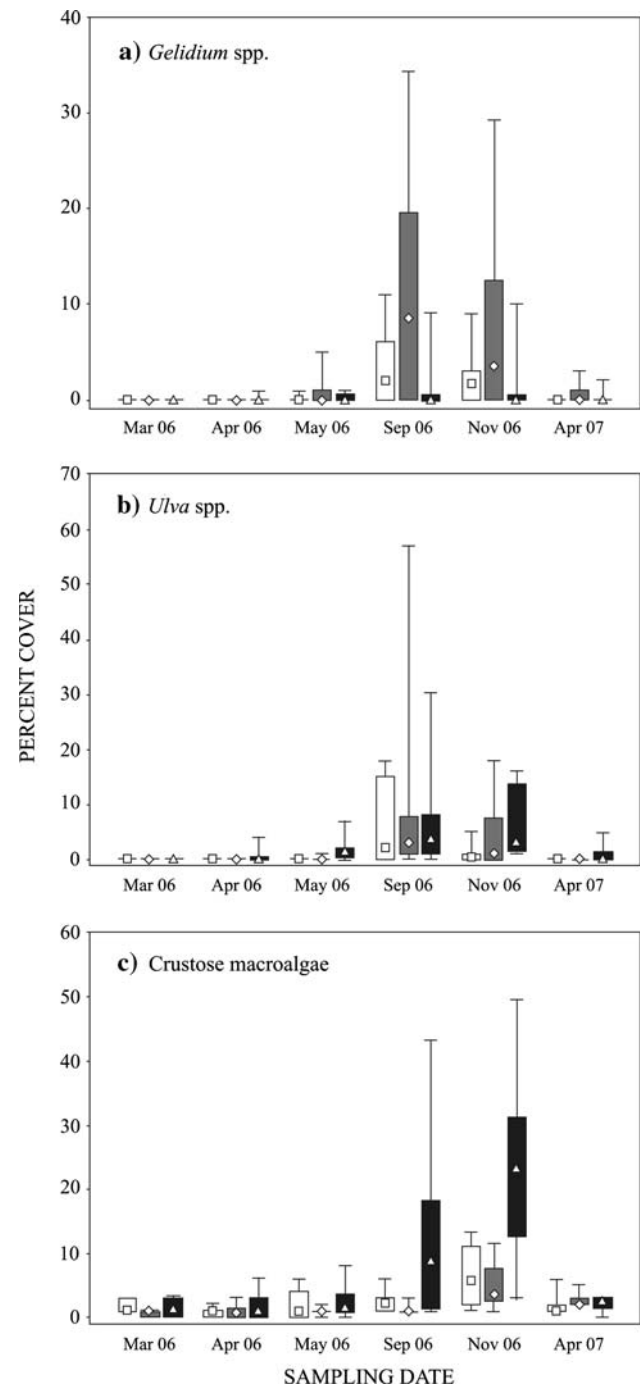 40
a) Gelidium spp.
30
20
10
0
Mar 06 Apr 06 May 06 Sep 06 Nov 06 Apr 07
70
b) Ulva spp.
60
50
40
30
20
10
0
Mar 06 Apr 06 May 06 Sep 06 Nov 06 Apr 07
PERCENT COVER
60
c) Crustose macroalgae
50
40
30
20
10
0
Mar 06 Apr 06 May 06 Sep 06 Nov 06 Apr 07
SAMPLING DATE